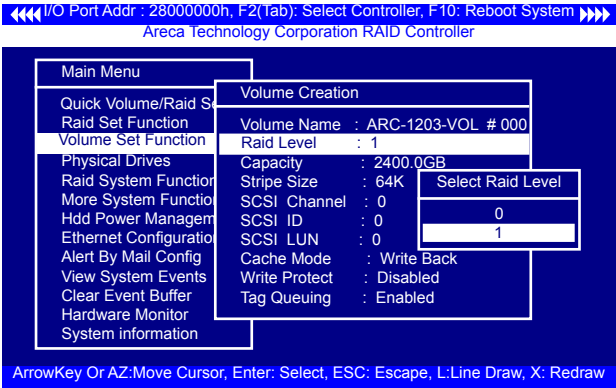 I/O Port Addr : 28000000h, F2(Tab): Select Controller, F10: Reboot System
Areca Technology Corporation RAID Controller
Main Menu
Quick Volume/Raid Se
Raid Set Function
Volume Set Function
Physical Drives
Raid System Function
More System Function
Hdd Power Managem
Ethernet Configuratio
Alert By Mail Config
View System Events
Clear Event Buffer
Hardware Monitor
System information
Volume Creation
Volume Name : ARC-1203-VOL # 000
Raid Level : 1
Capacity : 2400.0GB
Stripe Size : 64K
SCSI Channel : 0
SCSI ID : 0
SCSI LUN : 0
Cache Mode : Write Back
Write Protect : Disabled
Tag Queuing : Enabled
Select Raid Level
0
1
ArrowKey Or AZ:Move Cursor, Enter: Select, ESC: Escape, L:Line Draw, X: Redraw